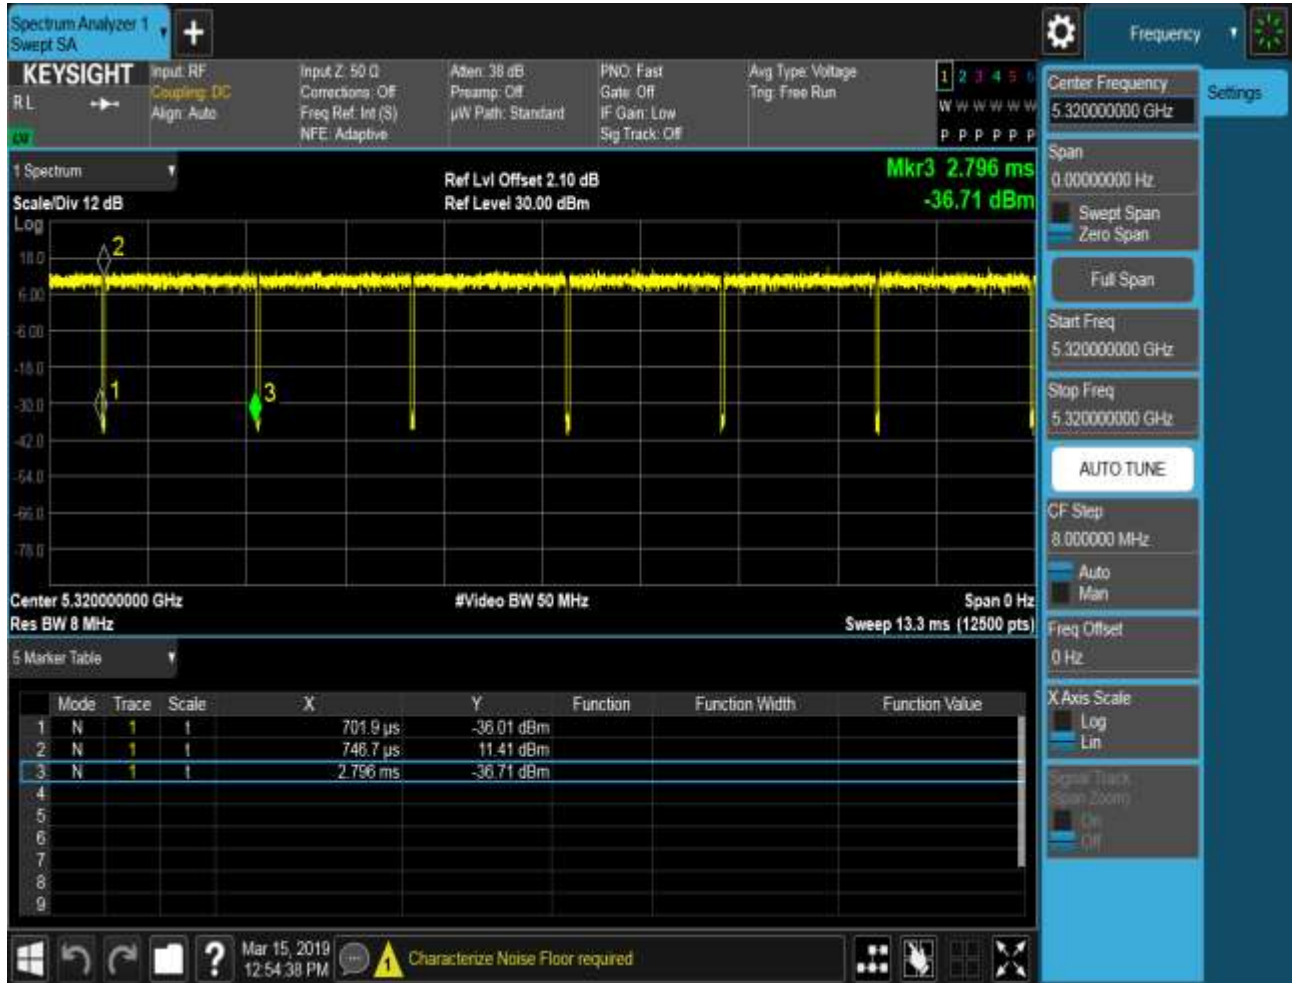 Spectrum Analyzer 1
Swept SA
+
Frequency
KEYSIGHT
R L
Input: RF
Coupling: DC
Align: Auto
Input Z: 50 Ω
Corrections: Off
Freq Ref: Int (S)
NFE: Adaptive
Atten: 38 dB
Preamp: Off
µW Path: Standard
PNO: Fast
Gate: Off
IF Gain: Low
Sig Track: Off
Avg Type: Voltage
Trig: Free Run
1 2 3 4 5 6
W W W W W W
P P P P P P
1 Spectrum
Scale/Div 12 dB
Ref Lvl Offset 2.10 dB
Ref Level 30.00 dBm
Mkr3 2.796 ms
-36.71 dBm
Log
18.0
6.00
-6.00
-18.0
-30.0
-42.0
-54.0
-66.0
-78.0
2
1
3
Center 5.320000000 GHz
Res BW 8 MHz
#Video BW 50 MHz
Span 0 Hz
Sweep 13.3 ms (12500 pts)
5 Marker Table
Mode Trace Scale X Y Function Function Width Function Value
1 N 1 t 701.9 µs -36.01 dBm
2 N 1 t 746.7 µs 11.41 dBm
3 N 1 t 2.796 ms -36.71 dBm
4
5
6
7
8
9
Mar 15, 2019
12:54:38 PM
1
Characterize Noise Floor required
?
Center Frequency
5.320000000 GHz
Settings
Span
0.00000000 Hz
Swept Span
Zero Span
Full Span
Start Freq
5.320000000 GHz
Stop Freq
5.320000000 GHz
AUTO TUNE
CF Step
8.000000 MHz
Auto
Man
Freq Offset
0 Hz
X Axis Scale
Log
Lin
Signal Track
(Span Zoom)
On
Off